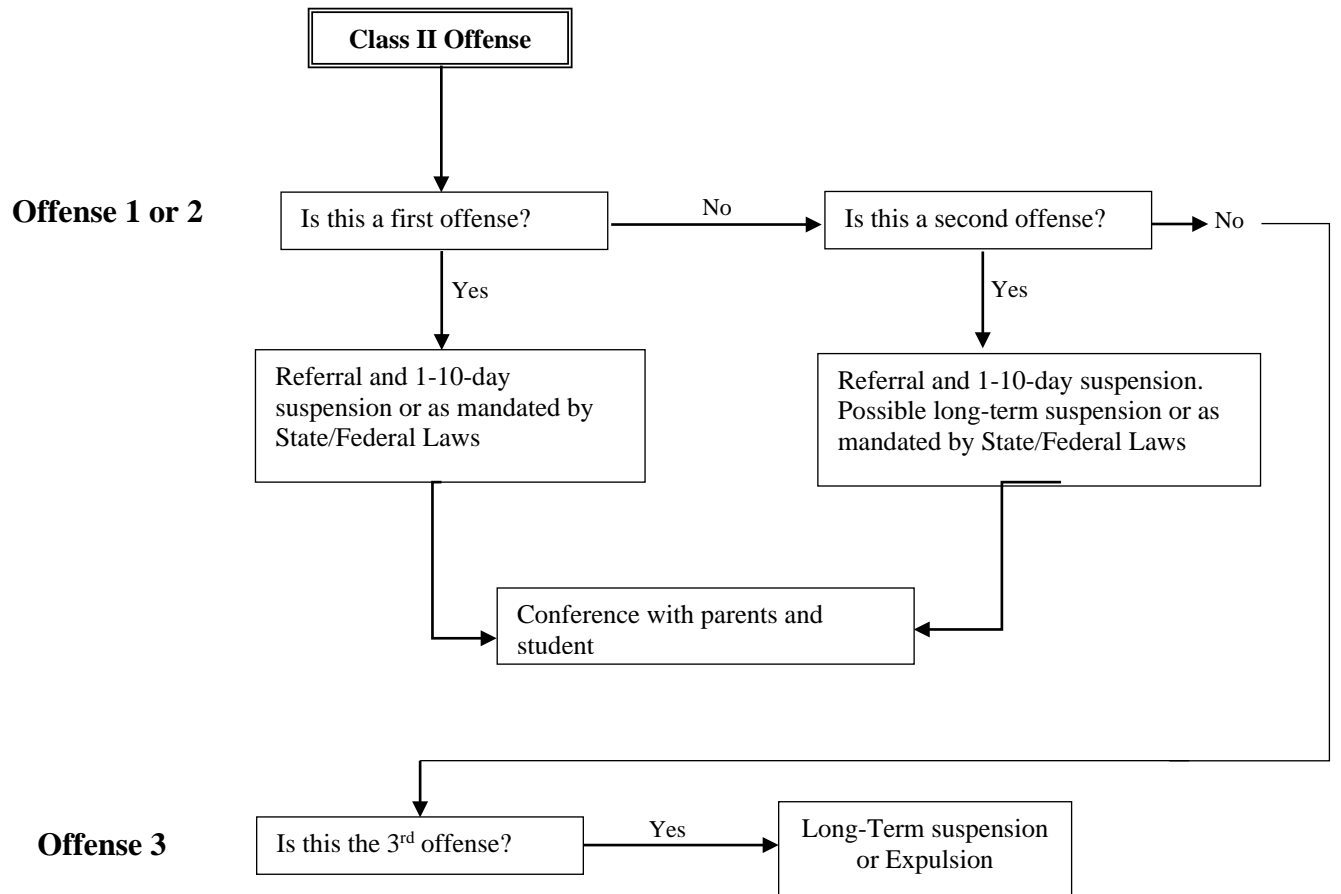 Class II Offense
Offense 1 or 2
Is this a first offense?
No
Is this a second offense?
No
Yes
Yes
Referral and 1-10-day
suspension or as mandated by
State/Federal Laws
Referral and 1-10-day suspension.
Possible long-term suspension or as
mandated by State/Federal Laws
Conference with parents and
student
Offense 3
Is this the 3rd offense?
Yes
Long-Term suspension
or Expulsion